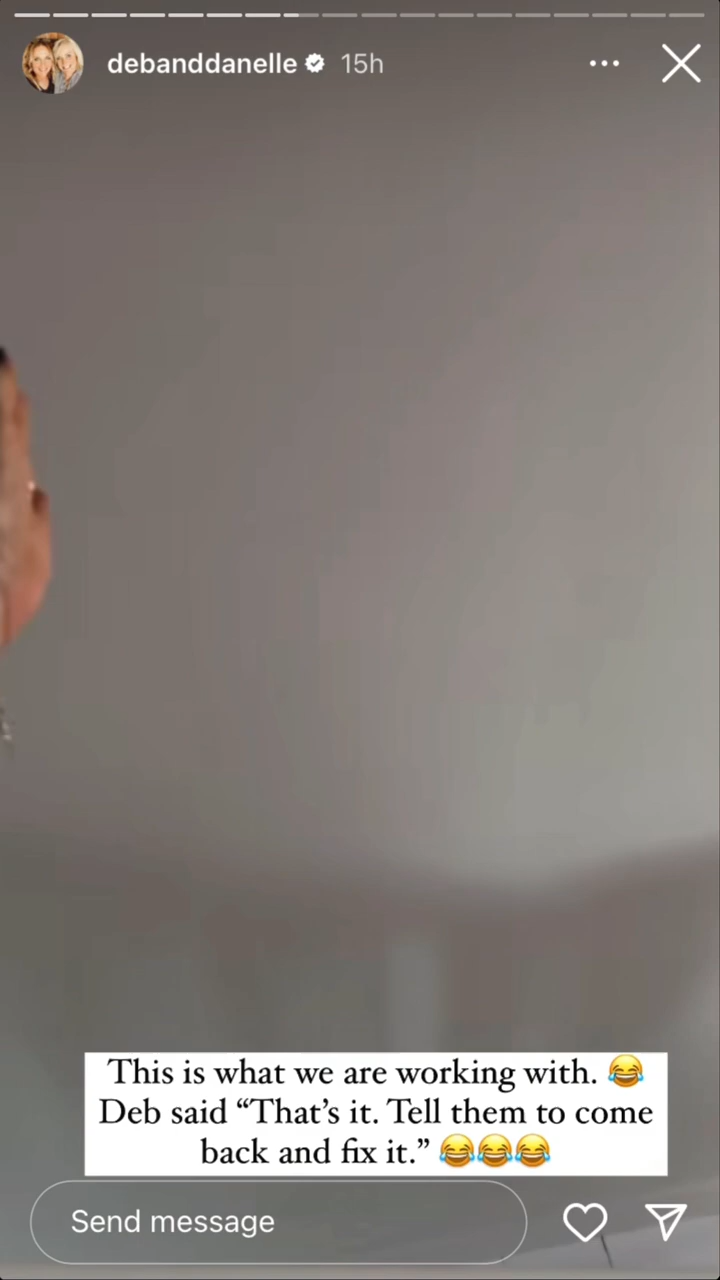 debanddanelle 15h
This is what we are working with. 😂
Deb said “That’s it. Tell them to come
back and fix it.” 😂😂😂
Send message